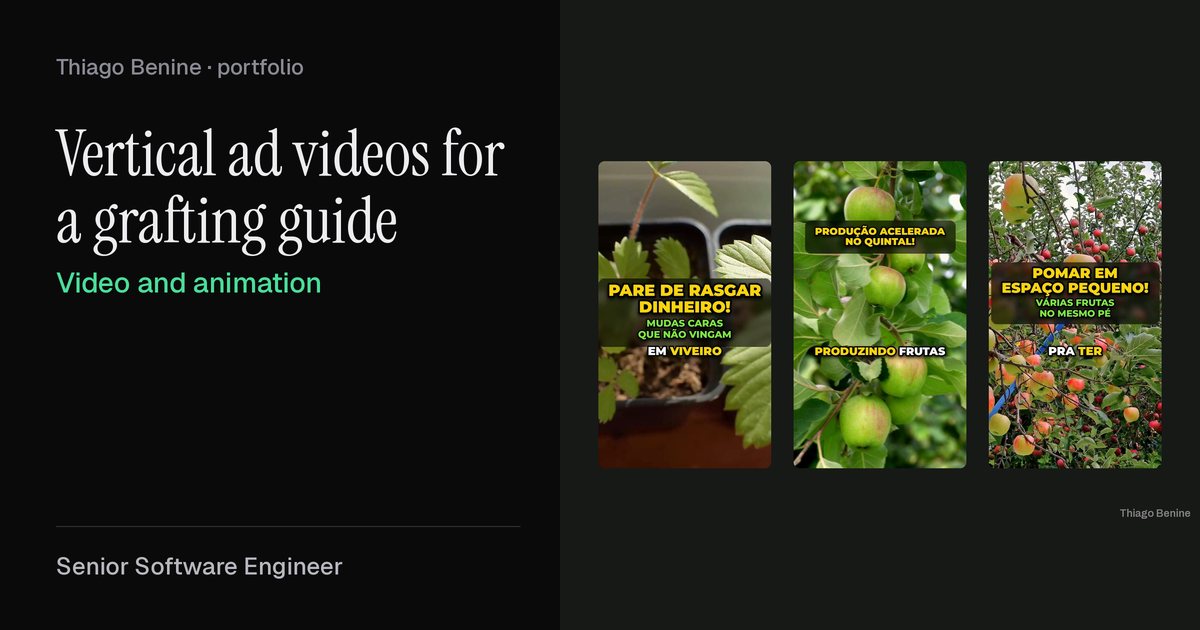 Thiago Benine · portfolio
Vertical ad videos for
a grafting guide
Video and animation
Senior Software Engineer
PARE DE RASGAR
DINHEIRO!
MUDAS CARAS
QUE NÃO VINGAM
EM VIVEIRO
PRODUÇÃO ACELERADA
NO QUINTAL!
PRODUZINDO FRUTAS
POMAR EM
ESPAÇO PEQUENO!
VÁRIAS FRUTAS
NO MESMO PÉ
PRA TER
Thiago Benine